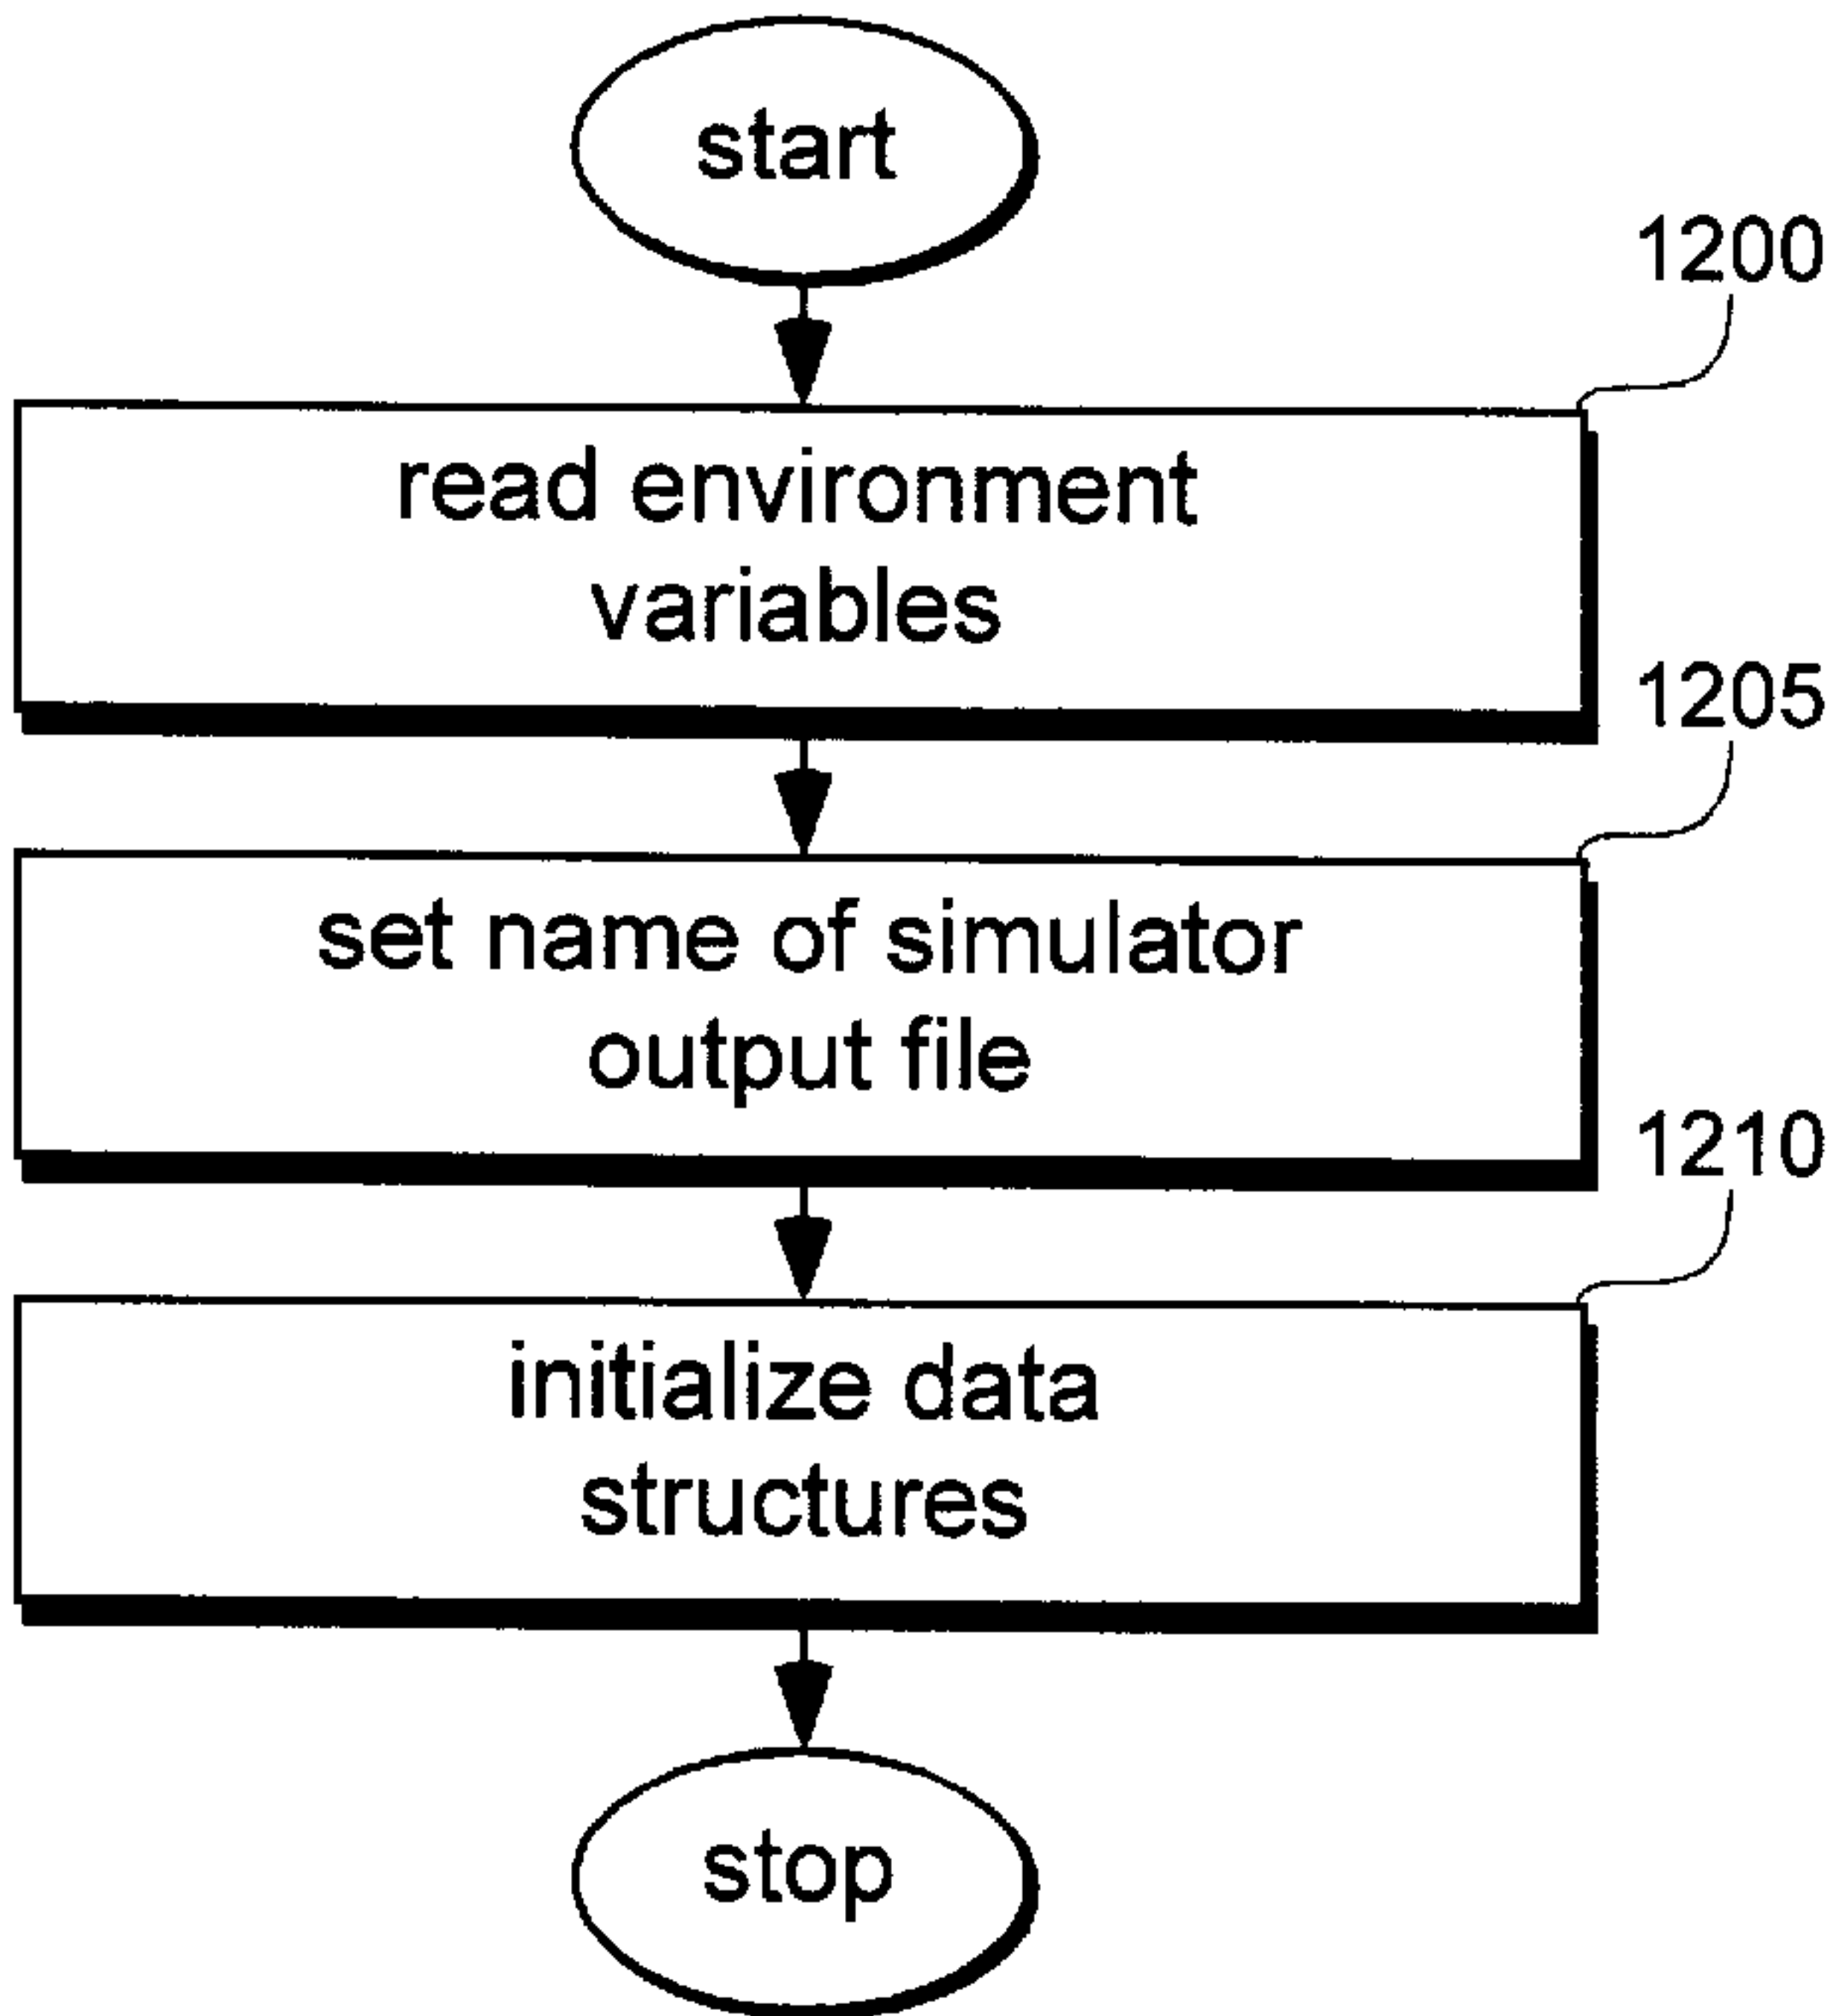 start
1200
read environment
variables
1205
set name of simulator
output file
1210
initialize data
structures
stop